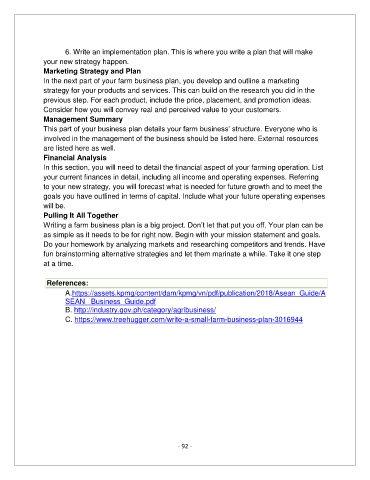 6. Write an implementation plan. This is where you write a plan that will make
your new strategy happen.
Marketing Strategy and Plan
In the next part of your farm business plan, you develop and outline a marketing
strategy for your products and services. This can build on the research you did in the
previous step. For each product, include the price, placement, and promotion ideas.
Consider how you will convey real and perceived value to your customers.
Management Summary
This part of your business plan details your farm business' structure. Everyone who is
involved in the management of the business should be listed here. External resources
are listed here as well.
Financial Analysis
In this section, you will need to detail the financial aspect of your farming operation. List
your current finances in detail, including all income and operating expenses. Referring
to your new strategy, you will forecast what is needed for future growth and to meet the
goals you have outlined in terms of capital. Include what your future operating expenses
will be.
Pulling It All Together
Writing a farm business plan is a big project. Don't let that put you off. Your plan can be
as simple as it needs to be for right now. Begin with your mission statement and goals.
Do your homework by analyzing markets and researching competitors and trends. Have
fun brainstorming alternative strategies and let them marinate a while. Take it one step
at a time.
References:
A.https://assets.kpmg/content/dam/kpmg/vn/pdf/publication/2018/Asean_Guide/A
SEAN_ Business_Guide.pdf
B. http://industry.gov.ph/category/agribusiness/
C. https://www.treehugger.com/write-a-small-farm-business-plan-3016944
- 92 -